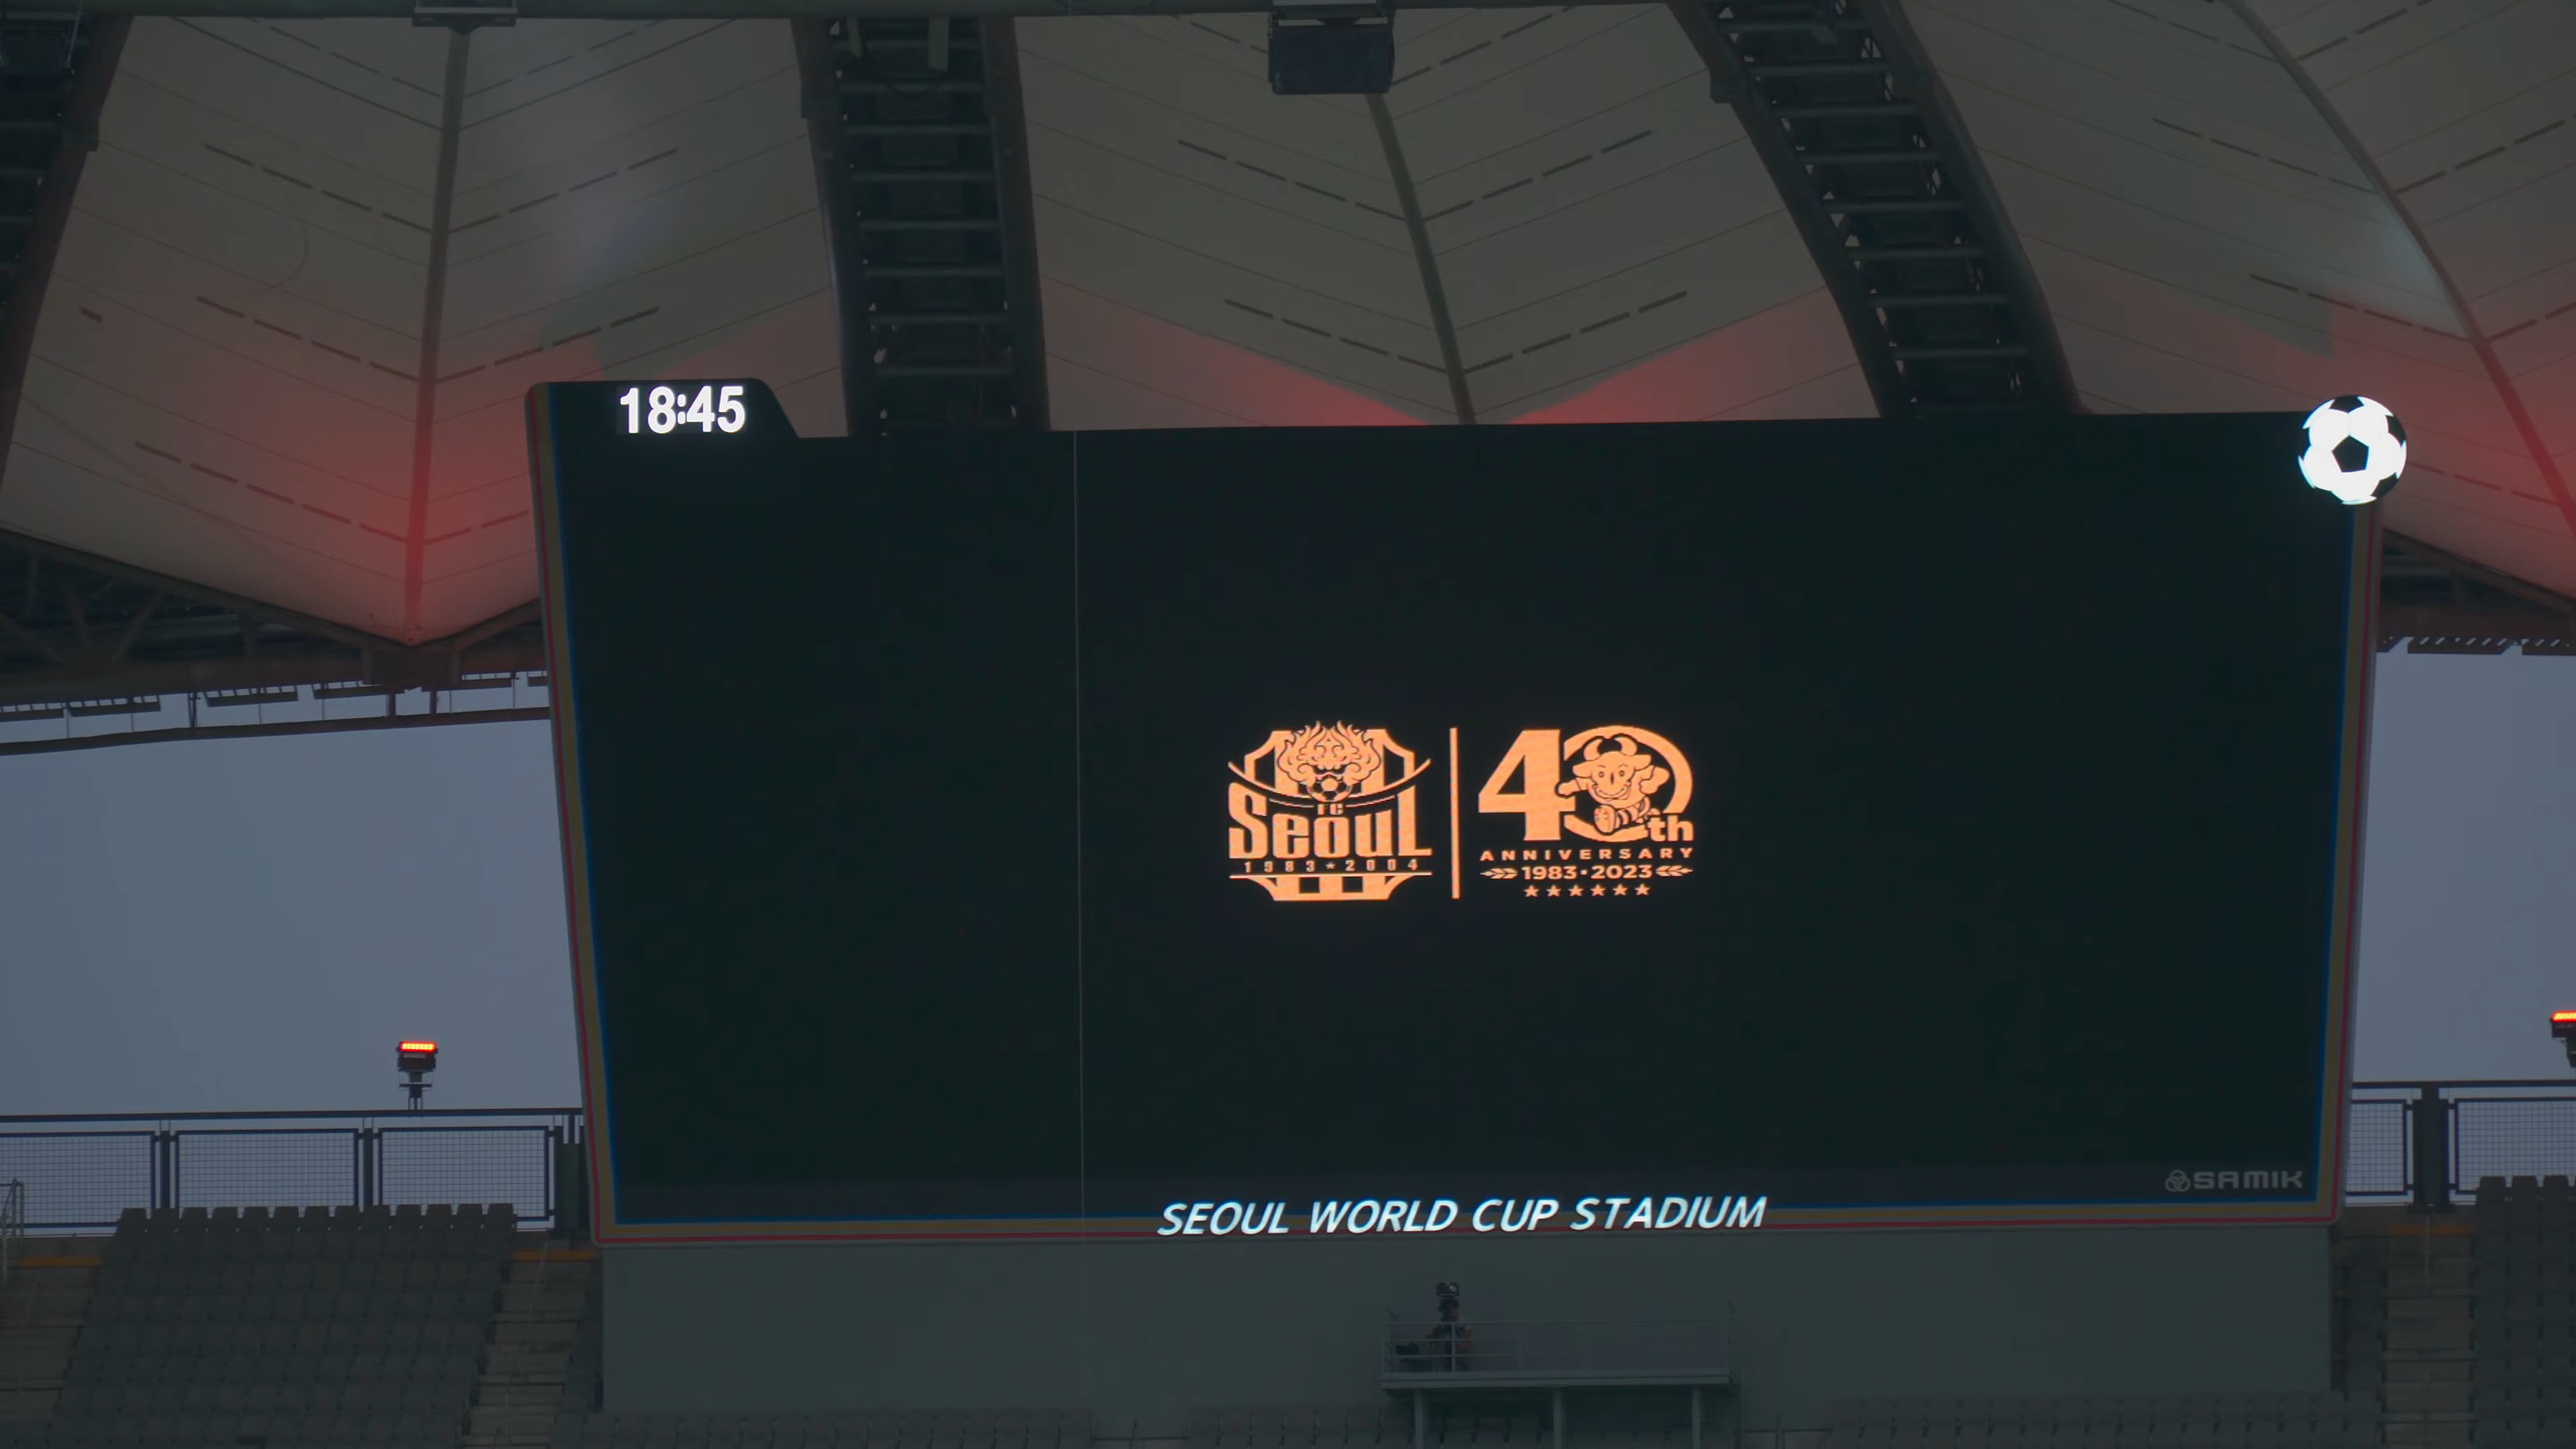 18:45
FC
Seoul
1983★2004
40th
ANNIVERSARY
1983·2023
SAMIK
SEOUL WORLD CUP STADIUM